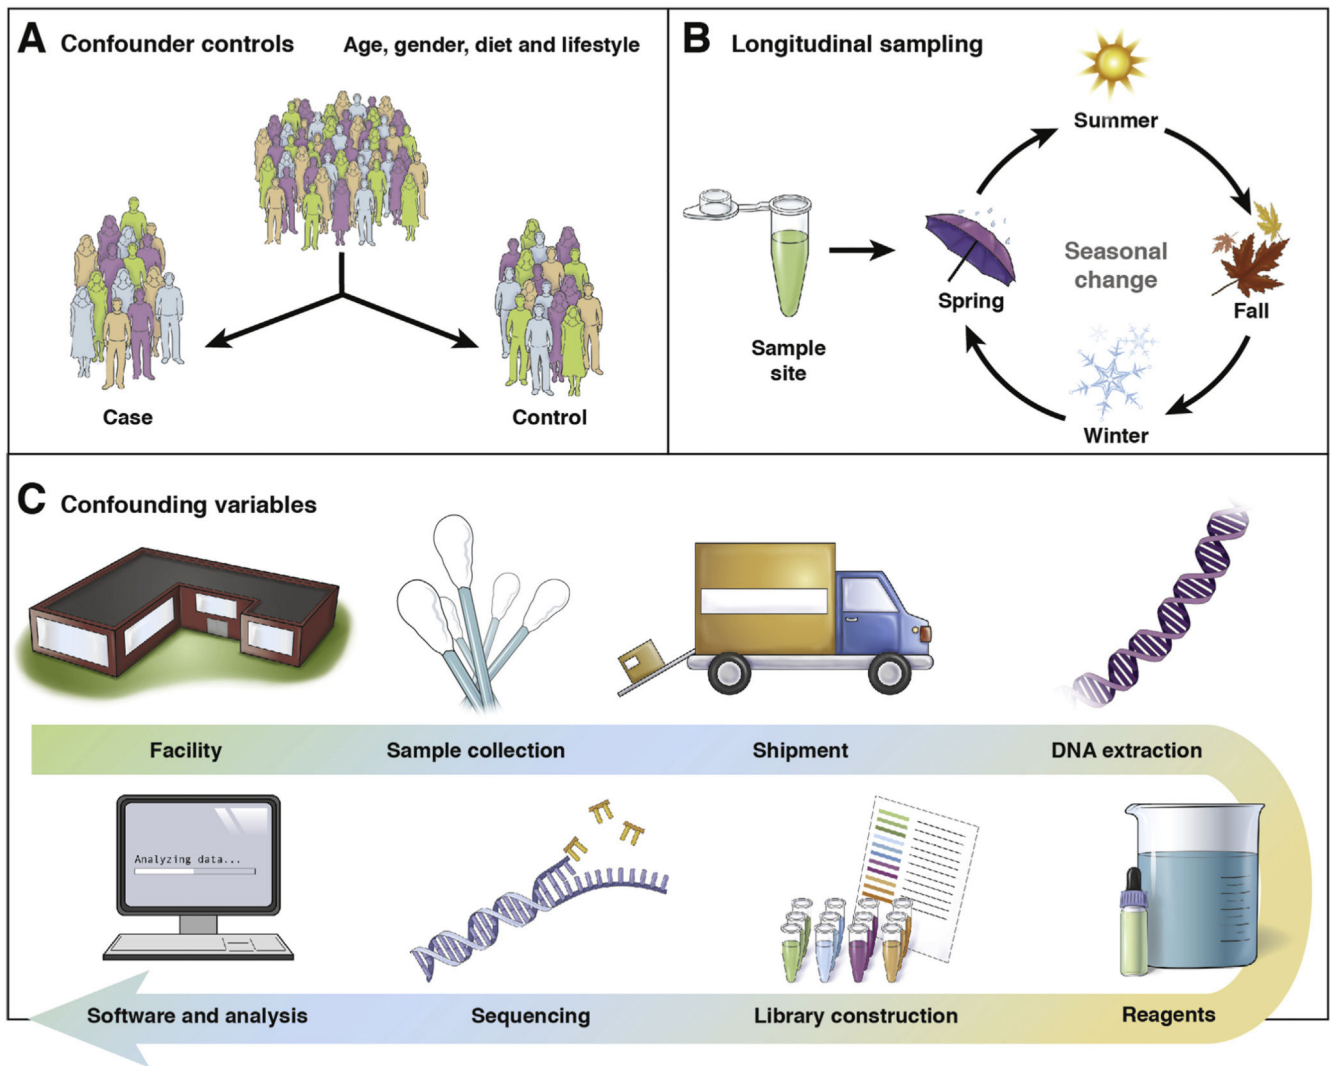 A Confounder controls
Age, gender, diet and lifestyle
Case
Control
B Longitudinal sampling
Summer
Sample
site
Spring
Seasonal
change
Fall
Winter
C Confounding variables
Facility
Sample collection
Shipment
DNA extraction
Analyzing data...
Software and analysis
Sequencing
Library construction
Reagents